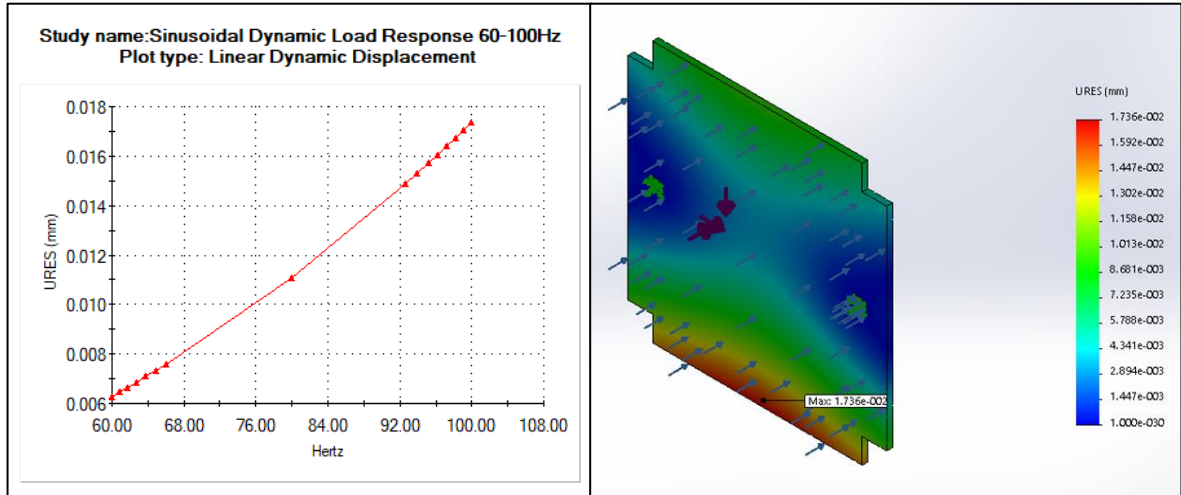 Study name:Sinusoidal Dynamic Load Response 60-100Hz
Plot type: Linear Dynamic Displacement
0.018
0.016
0.014
0.012
0.010
0.008
0.006
URES (mm)
60.00 68.00 76.00 84.00 92.00 100.00 108.00
Hertz
URES (mm)
1.736e-002
1.592e-002
1.447e-002
1.302e-002
1.158e-002
1.013e-002
8.681e-003
7.235e-003
5.788e-003
4.341e-003
2.894e-003
1.447e-003
1.000e-030
Max: 1.736e-002